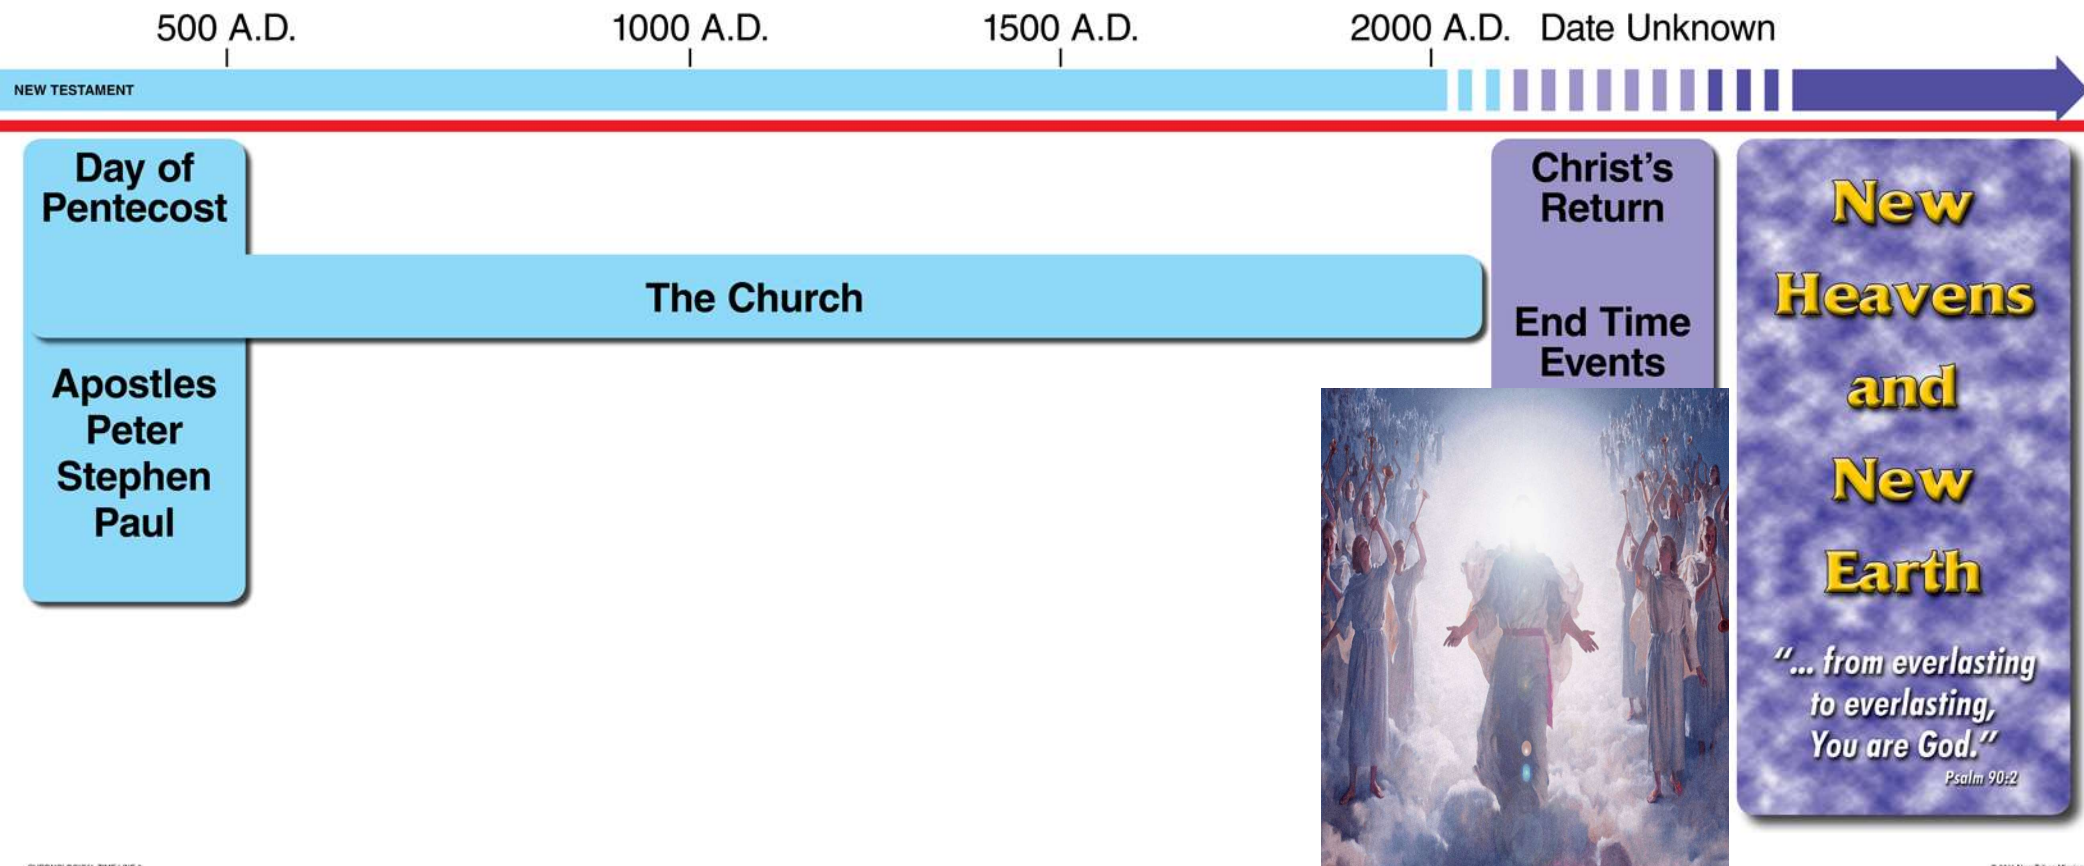 500 A.D.
1000 A.D.
1500 A.D.
2000 A.D.
Date Unknown
NEW TESTAMENT
Day of
Pentecost
The Church
Apostles
Peter
Stephen
Paul
Christ's
Return
End Time
Events
New
Heavens
and
New
Earth
“... from everlasting
to everlasting,
You are God.”
Psalm 90:2